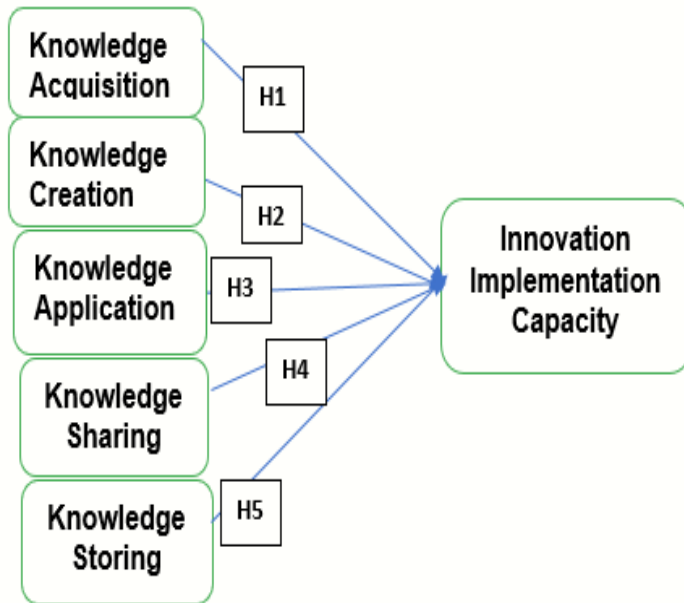 Knowledge
Acquisition
H1
Knowledge
Creation
H2
Knowledge
Application
H3
Knowledge
Sharing
H4
Knowledge
Storing
H5
Innovation
Implementation
Capacity